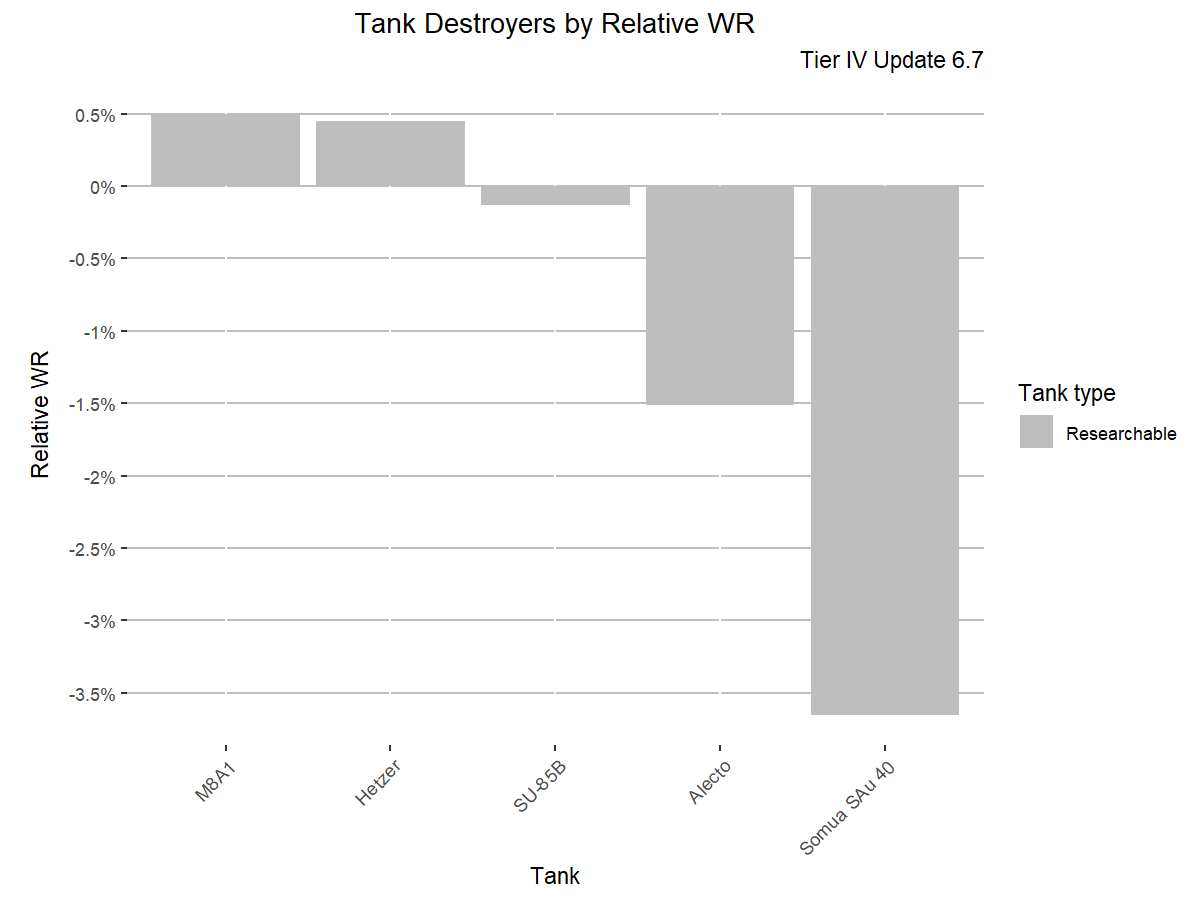 Tank Destroyers by Relative WR
Tier IV Update 6.7
0.5%
0%
-0.5%
-1%
-1.5%
-2%
-2.5%
-3%
-3.5%
Relative WR
M8A1
Hetzer
SU-85B
Alecto
Somua SAu 40
Tank
Tank type
Researchable